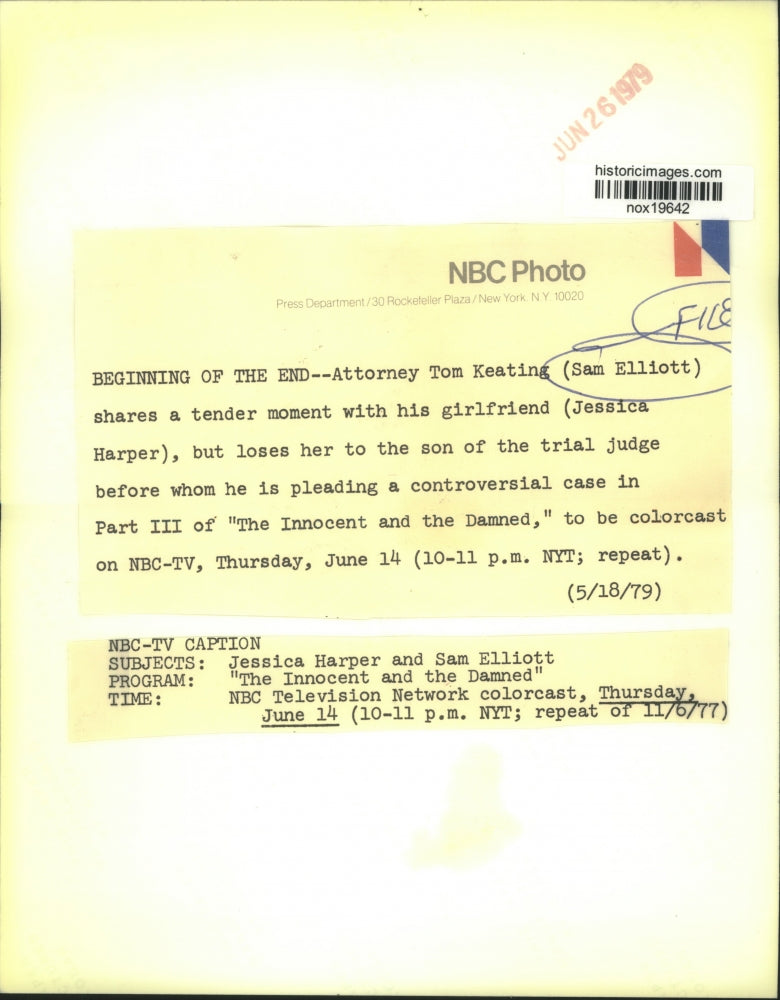 JUN 26 1979
historicimages.com
nox19642
NBC Photo
Press Department / 30 Rockefeller Plaza / New York, N.Y. 10020
FILE
BEGINNING OF THE END--Attorney Tom Keating (Sam Elliott)
shares a tender moment with his girlfriend (Jessica
Harper), but loses her to the son of the trial judge
before whom he is pleading a controversial case in
Part III of "The Innocent and the Damned," to be colorcast
on NBC-TV, Thursday, June 14 (10-11 p.m. NYT; repeat).
(5/18/79)
NBC-TV CAPTION
SUBJECTS: Jessica Harper and Sam Elliott
PROGRAM: "The Innocent and the Damned"
TIME: NBC Television Network colorcast, Thursday,
June 14 (10-11 p.m. NYT; repeat of 11/6/77)